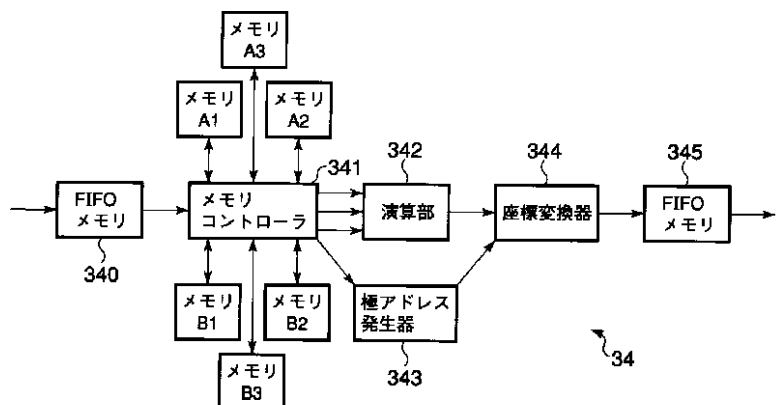 メモリ
A3
メモリ
A1
メモリ
A2
341
342
344
345
FIFO
メモリ
メモリ
コントローラ
演算部
座標変換器
FIFO
メモリ
340
メモリ
B1
メモリ
B2
極アドレス
発生器
メモリ
B3
343
34